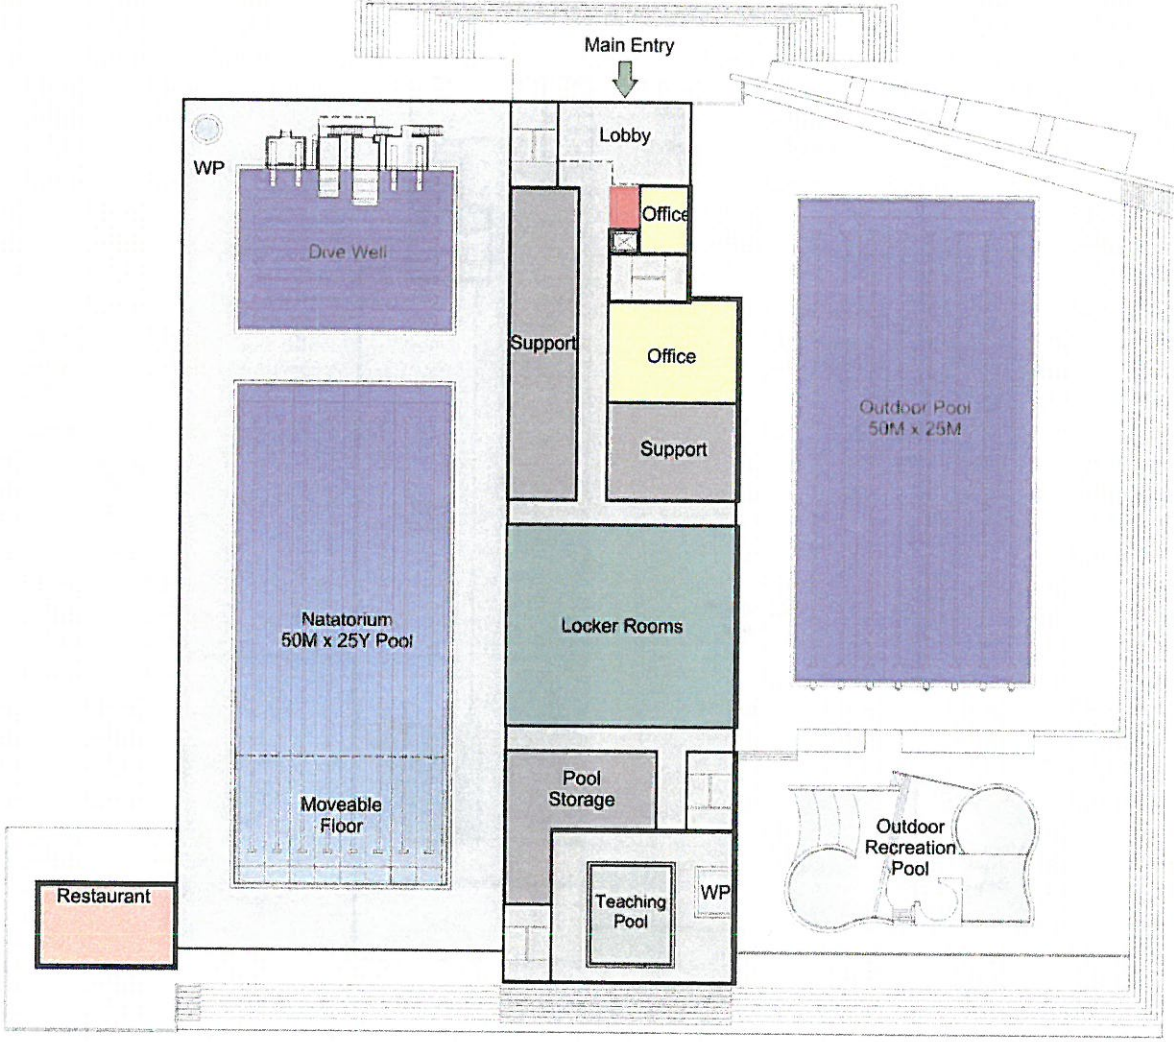 Main Entry
Lobby
WP
Office
Dive Well
Support
Office
Outdoor Pool
50M x 25M
Support
Natatorium
50M x 25Y Pool
Locker Rooms
Pool
Storage
Moveable
Floor
Outdoor
Recreation
Pool
Restaurant
Teaching
Pool
WP